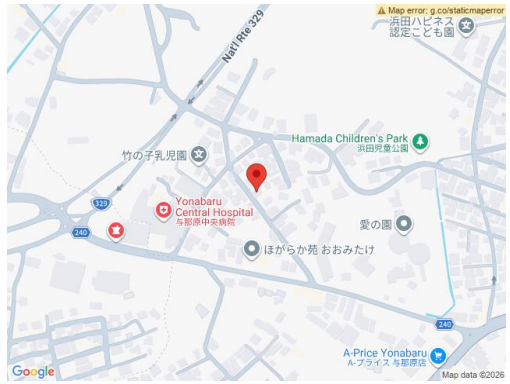 Map error: g.co/staticmaperror
浜田ハピネス
認定こども園
Nat'l Rte 329
Hamada Children's Park
浜田児童公園
竹の子乳児園
329
Yonabaru
Central Hospital
与那原中央病院
240
愛の園
ほがらか苑 おおみたけ
240
A-Price Yonabaru
A-プライス 与那原店
Google
Map data ©2026